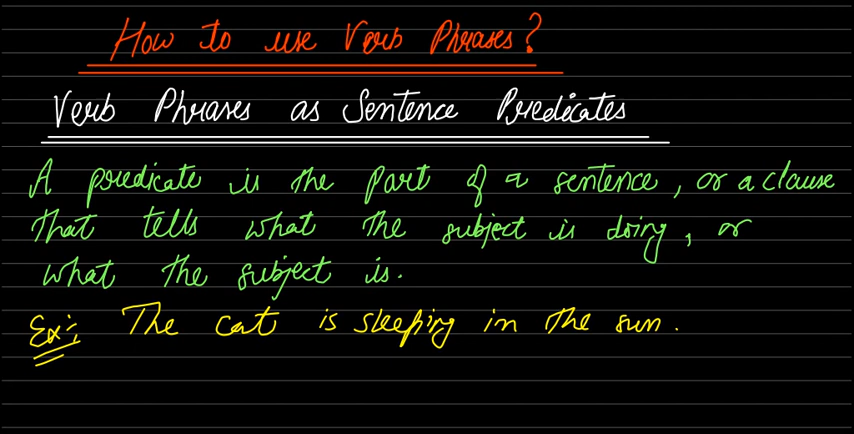 How to use Verb Phrases?
Verb Phrases as Sentence Predicates
A predicate is the part of a sentence, or a clause
that tells what the subject is doing, or
what the subject is.
Ex:- The cat is sleeping in the sun.